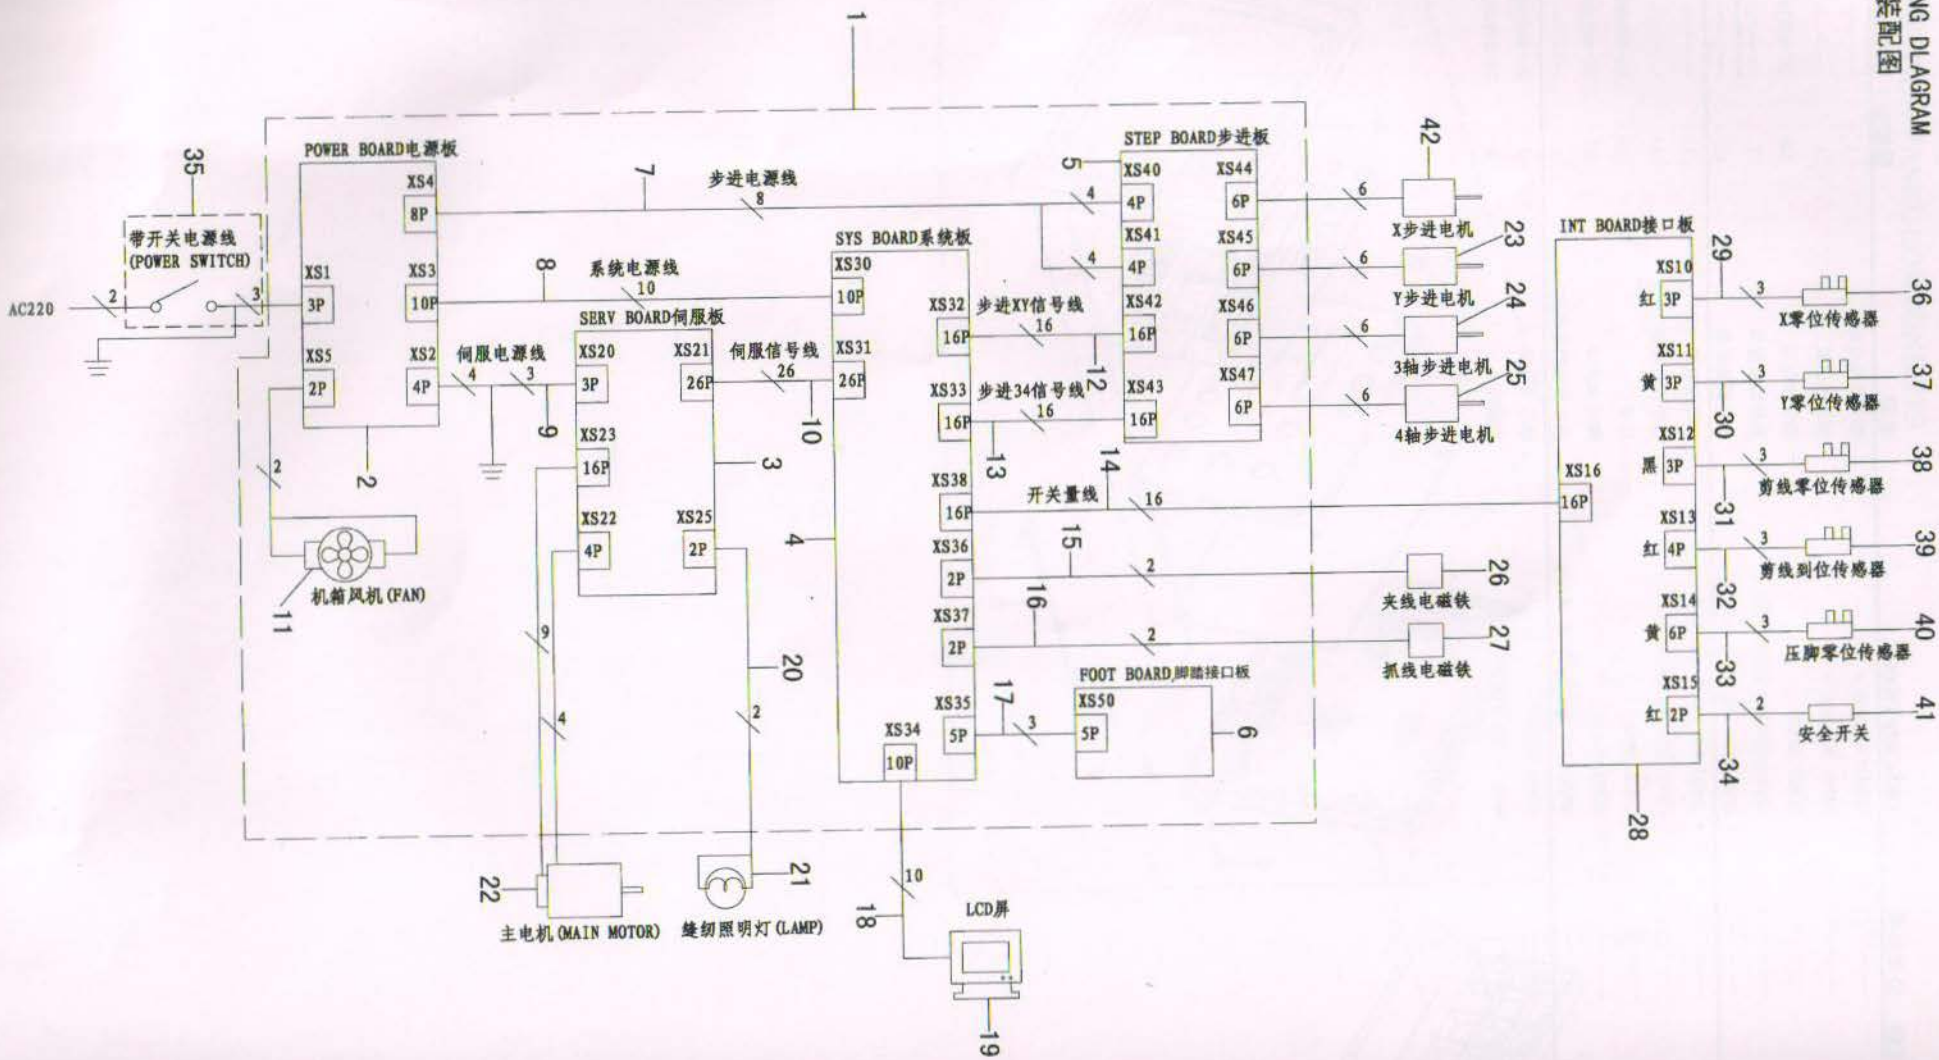 NG DLAGRAM
装配图
1
35
带开关电源线
(POWER SWITCH)
AC220
2
3
POWER BOARD电源板
XS4
8P
XS1
3P
XS3
10P
XS5
2P
XS2
4P
2
2
机箱风机(FAN)
11
7
步进电源线
8
8
系统电源线
10
伺服电源线
4
3
9
SERV BOARD伺服板
XS20
3P
XS21
26P
XS23
16P
XS22
4P
XS25
2P
3
伺服信号线
26
10
9
4
20
2
22
主电机(MAIN MOTOR)
21
缝纫照明灯(LAMP)
SYS BOARD系统板
XS30
10P
XS31
26P
XS32
16P
XS33
16P
XS38
16P
XS36
2P
XS37
2P
XS35
5P
XS34
10P
4
步进XY信号线
16
12
步进34信号线
16
13
14
开关量线
16
15
2
16
2
17
3
10
18
LCD屏
19
STEP BOARD步进板
5
4
4
XS40
4P
XS41
4P
XS42
16P
XS43
16P
XS44
6P
XS45
6P
XS46
6P
XS47
6P
6
6
6
6
42
X步进电机
23
Y步进电机
24
3轴步进电机
25
4轴步进电机
26
夹线电磁铁
27
抓线电磁铁
FOOT BOARD脚踏接口板
XS50
5P
6
INT BOARD接口板
XS16
16P
XS10
红 3P
XS11
黄 3P
XS12
黑 3P
XS13
红 4P
XS14
黄 6P
XS15
红 2P
28
29
3
36
X零位传感器
30
3
37
Y零位传感器
31
3
38
剪线零位传感器
32
3
39
剪线到位传感器
33
3
40
压脚零位传感器
34
2
41
安全开关